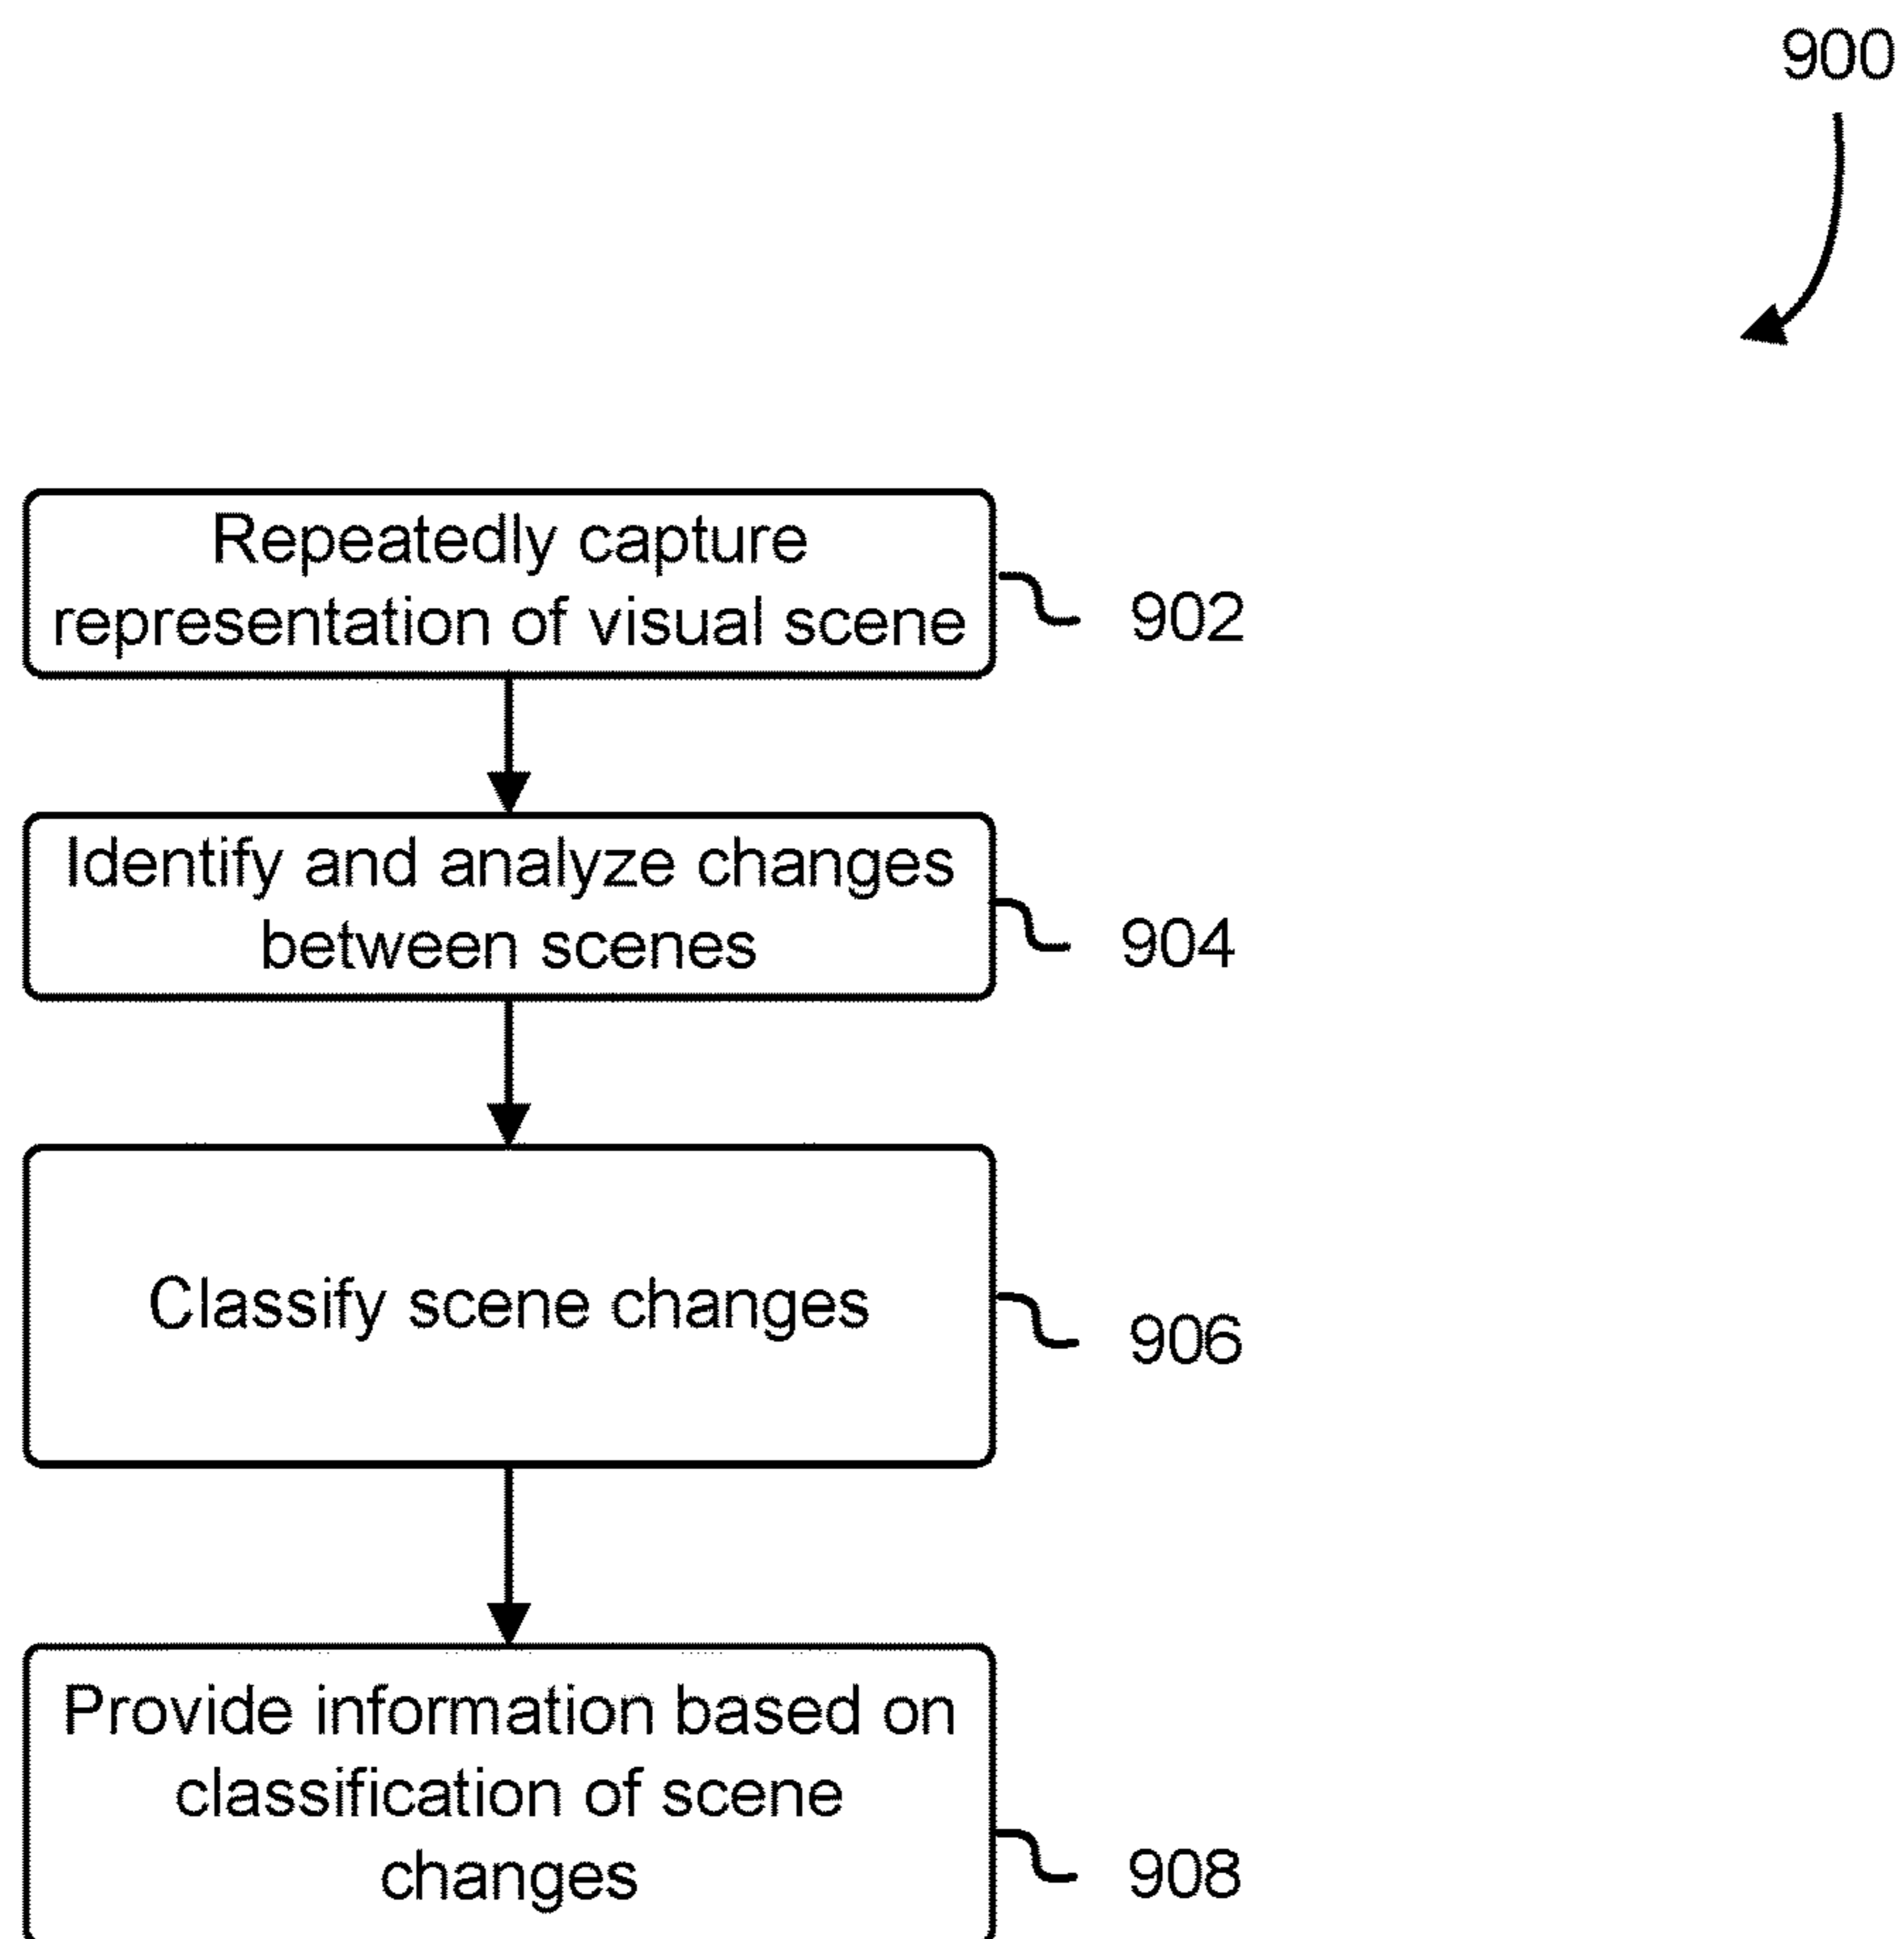 900
Repeatedly capture
representation of visual scene
902
Identify and analyze changes
between scenes
904
Classify scene changes
906
Provide information based on
classification of scene
changes
908